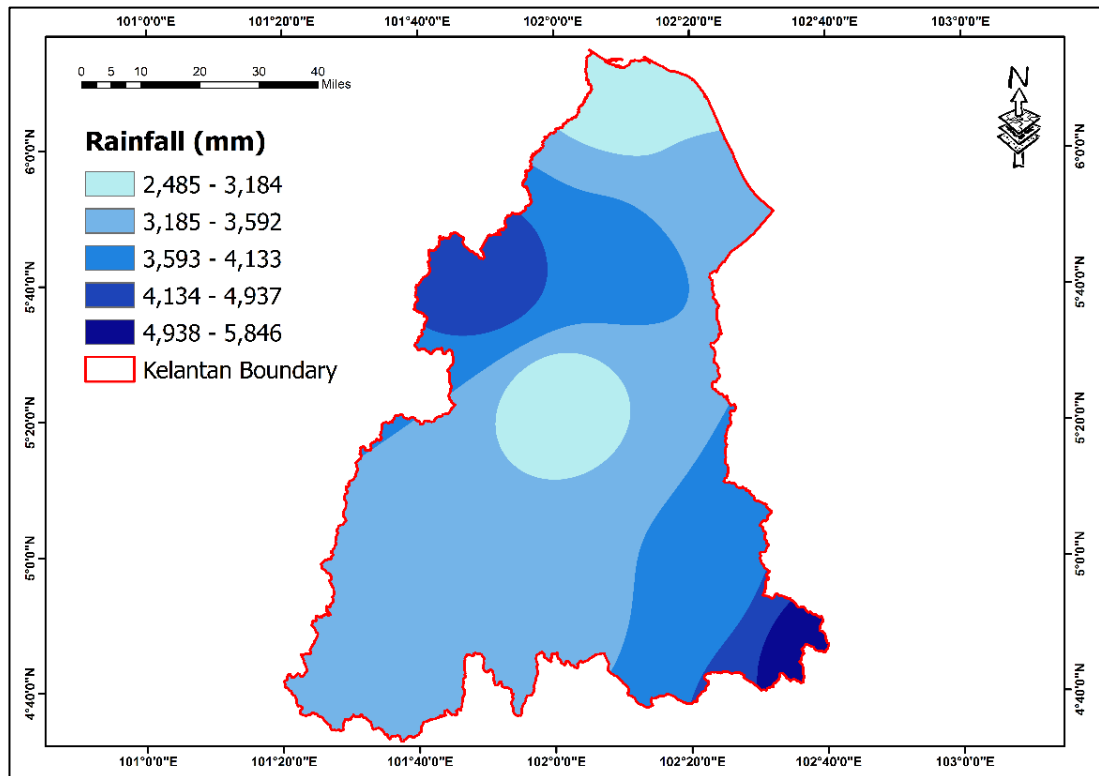 101°0'0"E 101°20'0"E 101°40'0"E 102°0'0"E 102°20'0"E 102°40'0"E 103°0'0"E
0 5 10 20 30 40
Miles
N
Rainfall (mm)
2,485 - 3,184
3,185 - 3,592
3,593 - 4,133
4,134 - 4,937
4,938 - 5,846
Kelantan Boundary
6°0'0"N 6°0'0"N
5°40'0"N 5°40'0"N
5°20'0"N 5°20'0"N
5°0'0"N 5°0'0"N
4°40'0"N 4°40'0"N
101°0'0"E 101°20'0"E 101°40'0"E 102°0'0"E 102°20'0"E 102°40'0"E 103°0'0"E